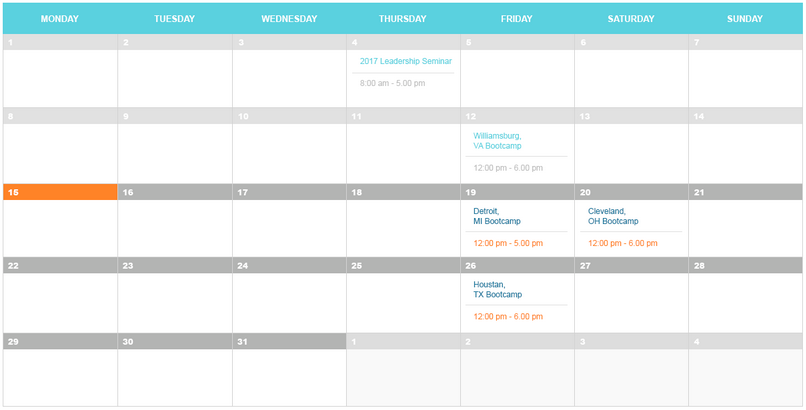 MONDAY TUESDAY WEDNESDAY THURSDAY FRIDAY SATURDAY SUNDAY
1 2 3 4 5 6 7
2017 Leadership Seminar
8:00 am - 5.00 pm
8 9 10 11 12 13 14
Williamsburg,
VA Bootcamp
12:00 pm - 6.00 pm
15 16 17 18 19 20 21
Detroit,
MI Bootcamp
12:00 pm - 5.00 pm
Cleveland,
OH Bootcamp
12:00 pm - 6.00 pm
22 23 24 25 26 27 28
Houstan,
TX Bootcamp
12:00 pm - 6.00 pm
29 30 31 1 2 3 4